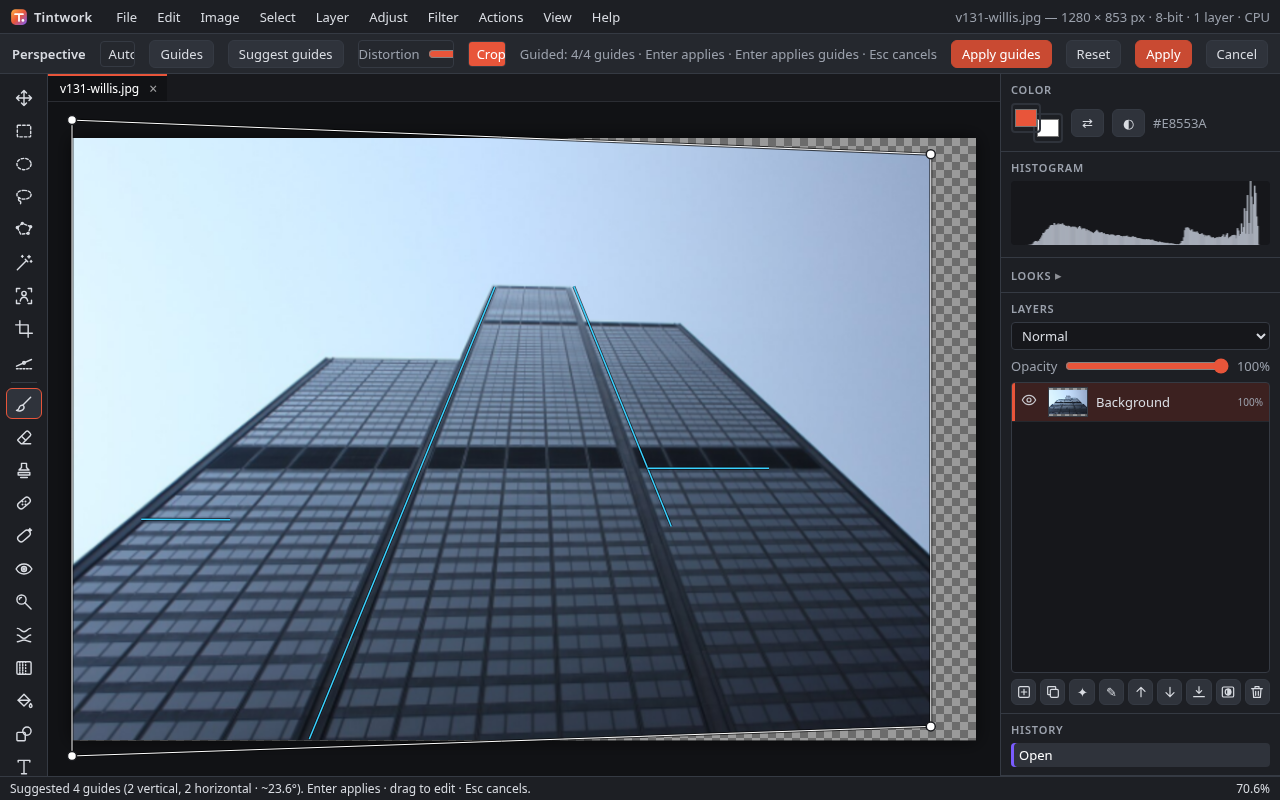 Tintwork File Edit Image Select Layer Adjust Filter Actions View Help v131-willis.jpg — 1280 × 853 px · 8-bit · 1 layer · CPU
Perspective Auto Guides Suggest guides Distortion Crop Guided: 4/4 guides · Enter applies · Enter applies guides · Esc cancels Apply guides Reset Apply Cancel
v131-willis.jpg ×
COLOR
#E8553A
HISTOGRAM
LOOKS ▸
LAYERS
Normal
Opacity 100%
Background 100%
HISTORY
Open
Suggested 4 guides (2 vertical, 2 horizontal · ~23.6°). Enter applies · drag to edit · Esc cancels. 70.6%